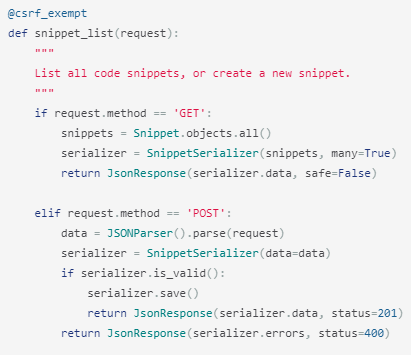 @csrf_exempt
def snippet_list(request):
    """
    List all code snippets, or create a new snippet.
    """
    if request.method == 'GET':
        snippets = Snippet.objects.all()
        serializer = SnippetSerializer(snippets, many=True)
        return JsonResponse(serializer.data, safe=False)

    elif request.method == 'POST':
        data = JSONParser().parse(request)
        serializer = SnippetSerializer(data=data)
        if serializer.is_valid():
            serializer.save()
            return JsonResponse(serializer.data, status=201)
        return JsonResponse(serializer.errors, status=400)